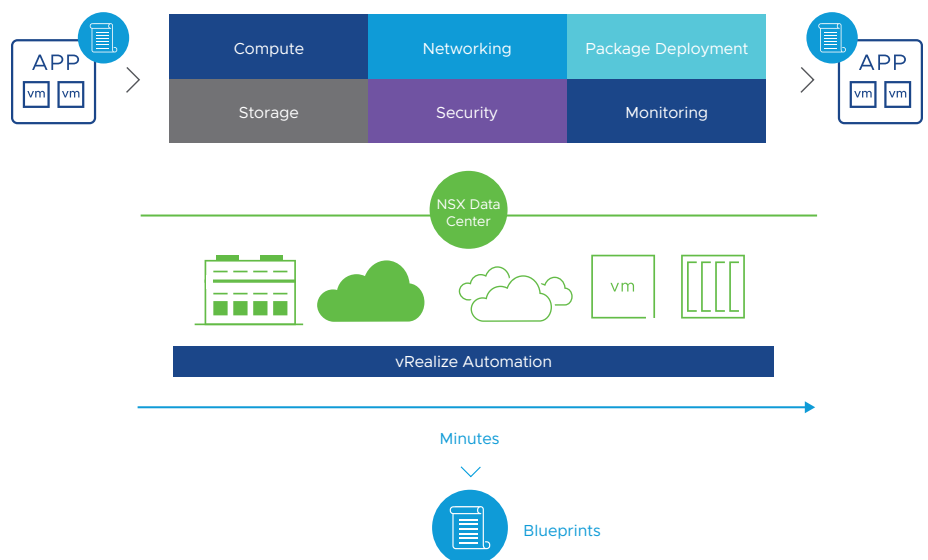 APP
vm vm
Compute
Networking
Package Deployment
Storage
Security
Monitoring
APP
vm vm
NSX Data
Center
vm
vRealize Automation
Minutes
Blueprints